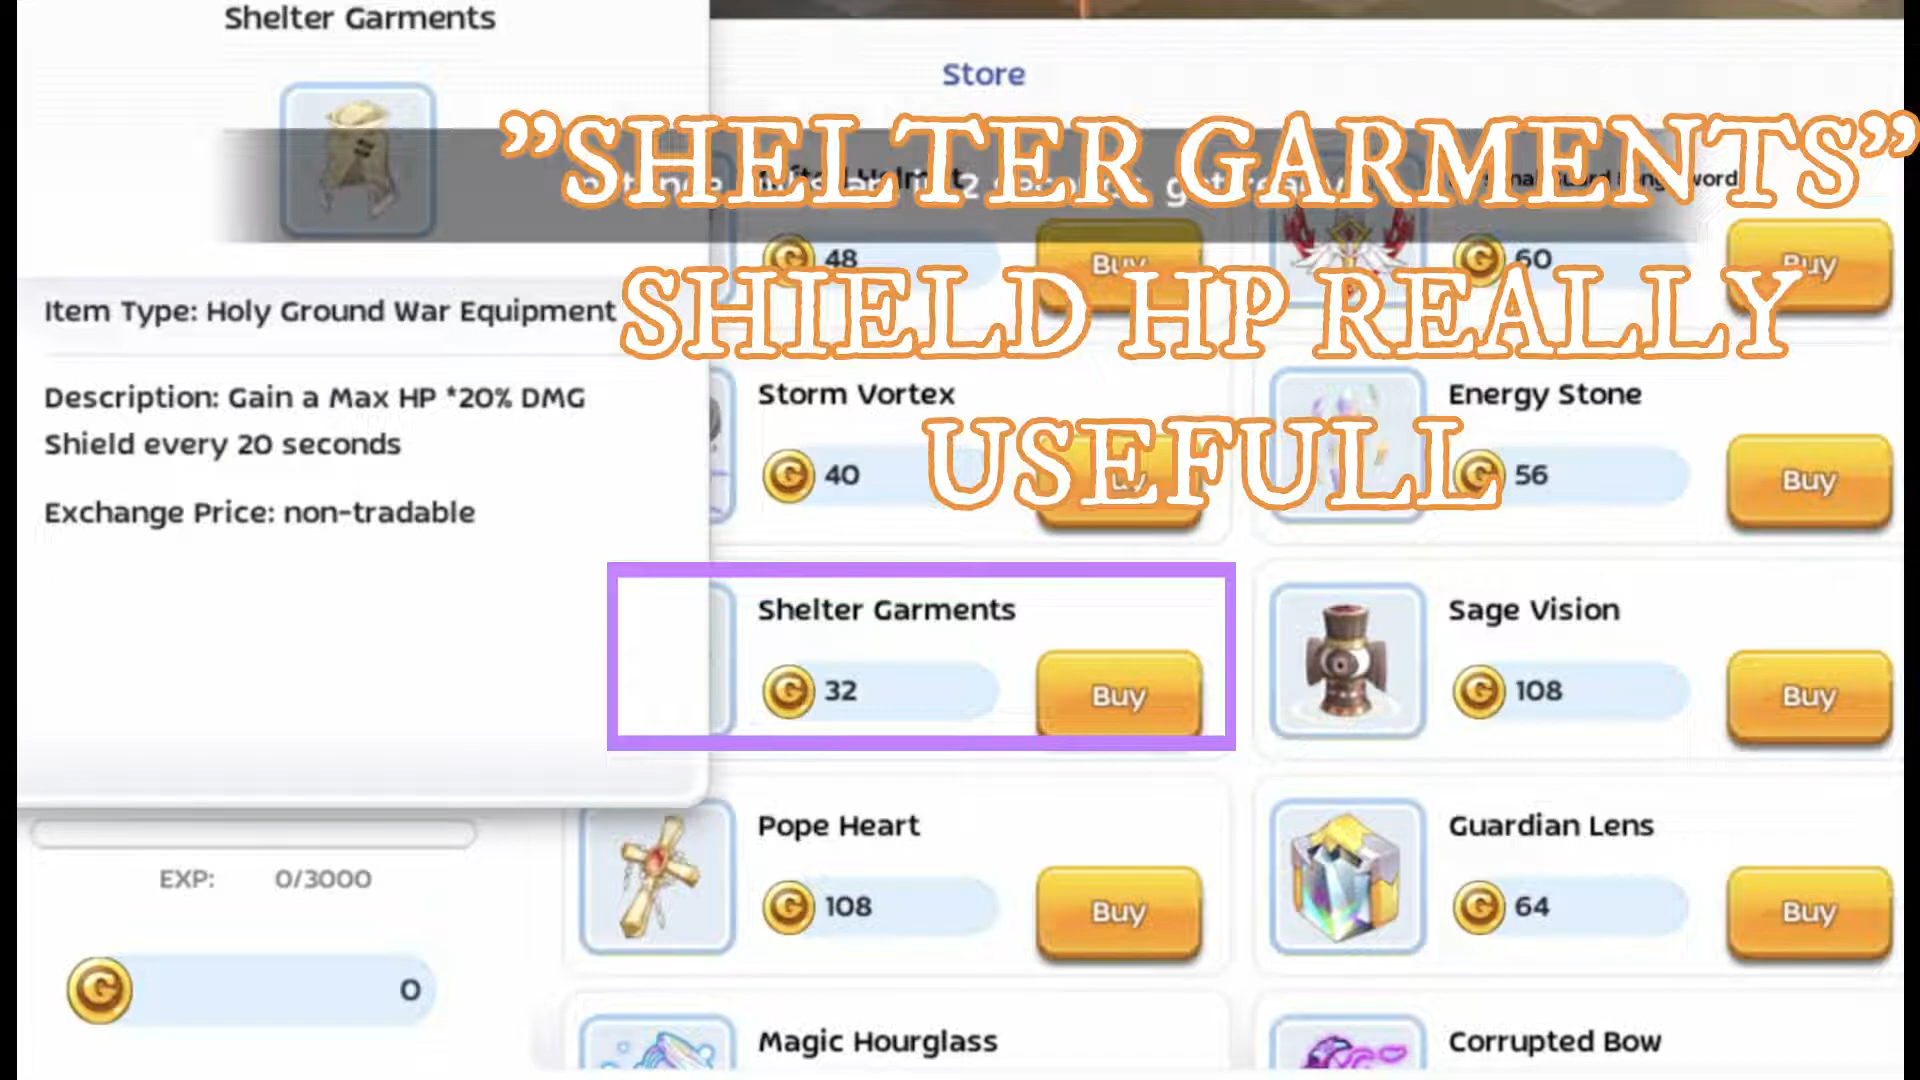 Shelter Garments
Item Type: Holy Ground War Equipment
Description: Gain a Max HP *20% DMG
Shield every 20 seconds
Exchange Price: non-tradable
EXP: 0/3000
0
Store
”SHELTER GARMENTS”
SHIELD HP REALLY
USEFULL
48
Buy
60
Buy
Storm Vortex
40
Energy Stone
56
Buy
Shelter Garments
32
Buy
Sage Vision
108
Buy
Pope Heart
108
Buy
Guardian Lens
64
Buy
Magic Hourglass
Corrupted Bow